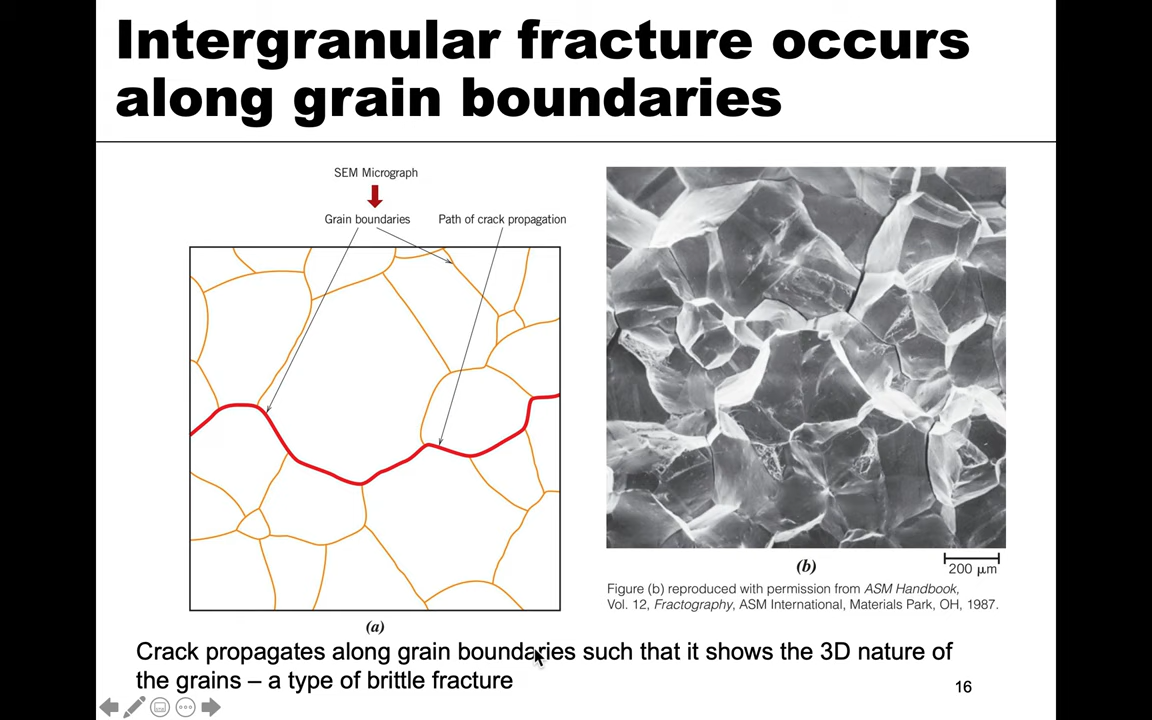 Intergranular fracture occurs
along grain boundaries
SEM Micrograph
Grain boundaries
Path of crack propagation
(a)
(b)
200 μm
Figure (b) reproduced with permission from ASM Handbook,
Vol. 12, Fractography, ASM International, Materials Park, OH, 1987.
Crack propagates along grain boundaries such that it shows the 3D nature of
the grains – a type of brittle fracture
16